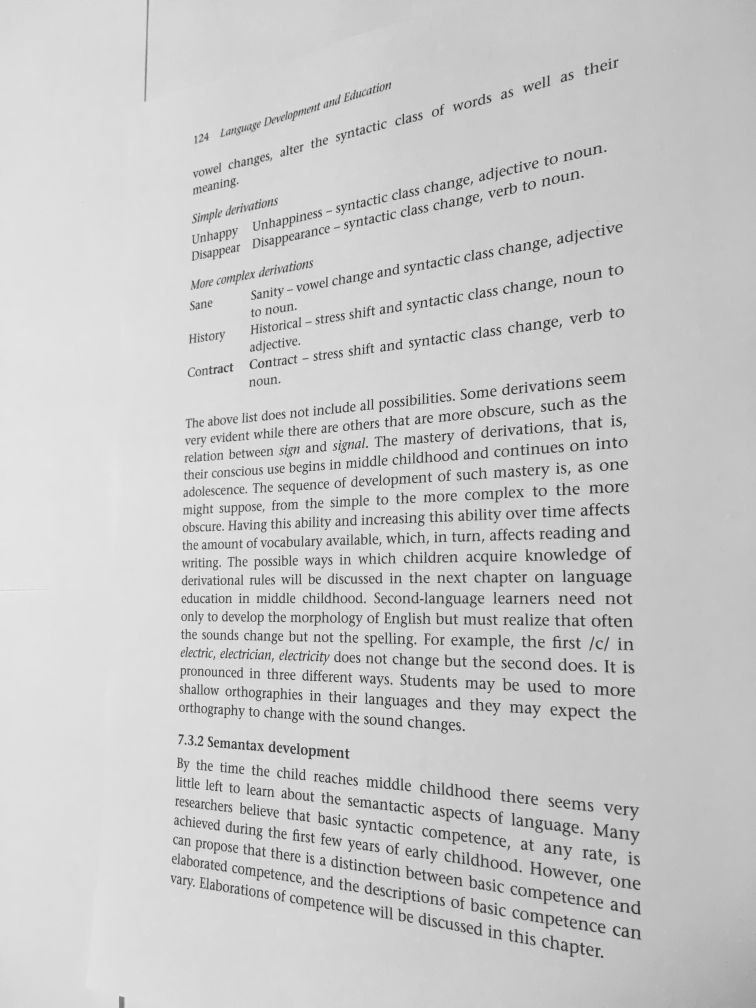 124 Language Development and Education
vowel changes, alter the syntactic class of words as well as their
meaning.
Simple derivations
Unhappy Unhappiness – syntactic class change, adjective to noun.
Disappear Disappearance – syntactic class change, verb to noun.
More complex derivations
Sane Sanity – vowel change and syntactic class change, adjective
to noun.
History Historical – stress shift and syntactic class change, noun to
adjective.
Contract Contract – stress shift and syntactic class change, verb to
noun.
The above list does not include all possibilities. Some derivations seem
very evident while there are others that are more obscure, such as the
relation between sign and signal. The mastery of derivations, that is,
their conscious use begins in middle childhood and continues on into
adolescence. The sequence of development of such mastery is, as one
might suppose, from the simple to the more complex to the more
obscure. Having this ability and increasing this ability over time affects
the amount of vocabulary available, which, in turn, affects reading and
writing. The possible ways in which children acquire knowledge of
derivational rules will be discussed in the next chapter on language
education in middle childhood. Second-language learners need not
only to develop the morphology of English but must realize that often
the sounds change but not the spelling. For example, the first /c/ in
electric, electrician, electricity does not change but the second does. It is
pronounced in three different ways. Students may be used to more
shallow orthographies in their languages and they may expect the
orthography to change with the sound changes.
7.3.2 Semantax development
By the time the child reaches middle childhood there seems very
little left to learn about the semantactic aspects of language. Many
researchers believe that basic syntactic competence, at any rate, is
achieved during the first few years of early childhood. However, one
can propose that there is a distinction between basic competence and
elaborated competence, and the descriptions of basic competence can
vary. Elaborations of competence will be discussed in this chapter.